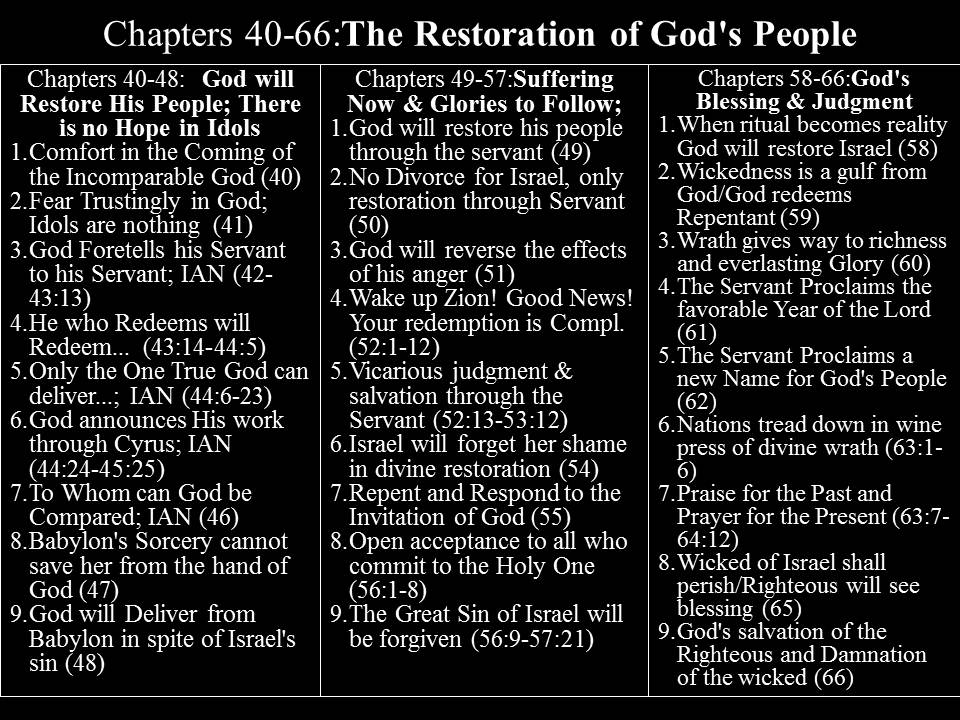 Chapters 40-66:The Restoration of God's People
Chapters 40-48: God will
Restore His People; There
is no Hope in Idols
1.Comfort in the Coming of
the Incomparable God (40)
2.Fear Trustingly in God;
Idols are nothing (41)
3.God Foretells his Servant
to his Servant; IAN (42-
43:13)
4.He who Redeems will
Redeem... (43:14-44:5)
5.Only the One True God can
deliver...; IAN (44:6-23)
6.God announces His work
through Cyrus; IAN
(44:24-45:25)
7.To Whom can God be
Compared; IAN (46)
8.Babylon's Sorcery cannot
save her from the hand of
God (47)
9.God will Deliver from
Babylon in spite of Israel's
sin (48)
Chapters 49-57:Suffering
Now & Glories to Follow;
1.God will restore his people
through the servant (49)
2.No Divorce for Israel, only
restoration through Servant
(50)
3.God will reverse the effects
of his anger (51)
4.Wake up Zion! Good News!
Your redemption is Compl.
(52:1-12)
5.Vicarious judgment &
salvation through the
Servant (52:13-53:12)
6.Israel will forget her shame
in divine restoration (54)
7.Repent and Respond to the
Invitation of God (55)
8.Open acceptance to all who
commit to the Holy One
(56:1-8)
9.The Great Sin of Israel will
be forgiven (56:9-57:21)
Chapters 58-66:God's
Blessing & Judgment
1.When ritual becomes reality
God will restore Israel (58)
2.Wickedness is a gulf from
God/God redeems
Repentant (59)
3.Wrath gives way to richness
and everlasting Glory (60)
4.The Servant Proclaims the
favorable Year of the Lord
(61)
5.The Servant Proclaims a
new Name for God's People
(62)
6.Nations tread down in wine
press of divine wrath (63:1-
6)
7.Praise for the Past and
Prayer for the Present (63:7-
64:12)
8.Wicked of Israel shall
perish/Righteous will see
blessing (65)
9.God's salvation of the
Righteous and Damnation
of the wicked (66)